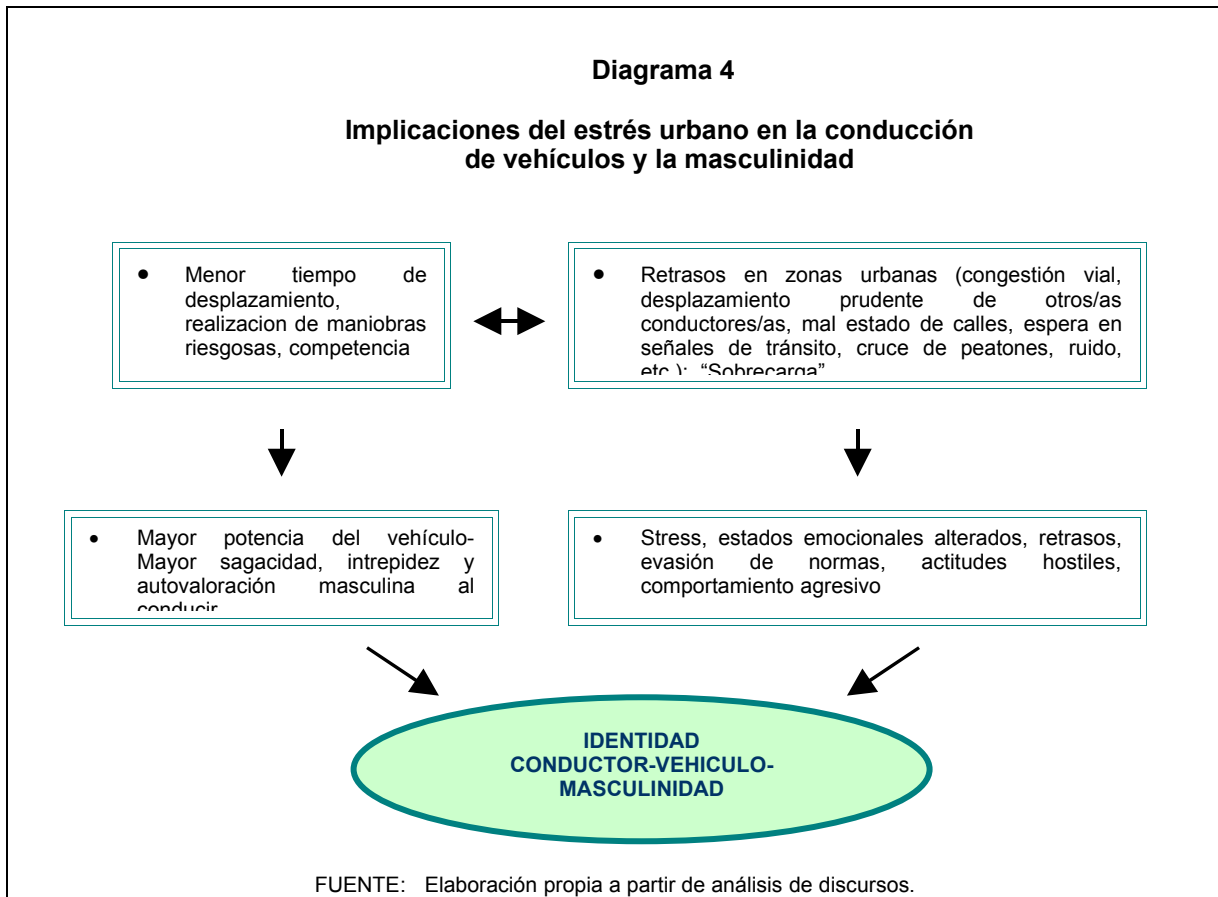 Diagrama 4
Implicaciones del estrés urbano en la conducción
de vehículos y la masculinidad
• Menor tiempo de
desplazamiento,
realizacion de maniobras
riesgosas, competencia
• Retrasos en zonas urbanas (congestión vial,
desplazamiento prudente de otros/as
conductores/as, mal estado de calles, espera en
señales de tránsito, cruce de peatones, ruido,
etc.): “Sobrecarga”
• Mayor potencia del vehículo-
Mayor sagacidad, intrepidez y
autovaloración masculina al
conducir
• Stress, estados emocionales alterados, retrasos,
evasión de normas, actitudes hostiles,
comportamiento agresivo
IDENTIDAD
CONDUCTOR-VEHICULO-
MASCULINIDAD
FUENTE: Elaboración propia a partir de análisis de discursos.